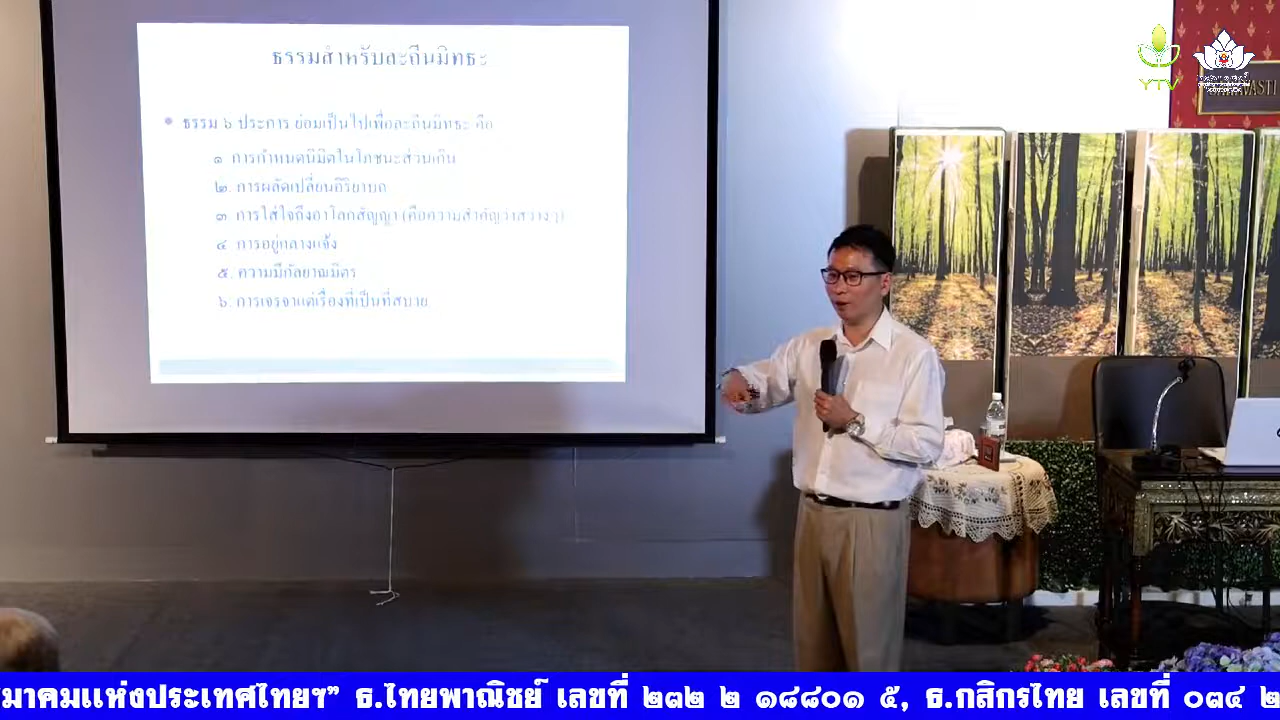 ธรรมสำหรับละถีนมิทธะ
ธรรม ๖ ประการ ย่อมเป็นไปเพื่อละถีนมิทธะ คือ
๑ การกำหนดนิมิตในโภชนะส่วนเกิน
๒. การผลัดเปลี่ยนอิริยาบถ
๓ การใส่ใจถึงอาโลกสัญญา (คือความสำคัญว่าสว่างๆ)
๔ การอยู่กลางแจ้ง
๕. ความมีกัลยาณมิตร
๖. การเจรจาแต่เรื่องที่เป็นที่สบาย
YTV
มาคมแห่งประเทศไทยฯ” ธ.ไทยพาณิชย์ เลขที่ ๒๓๒ ๒ ๑๘๘๐๑ ๕, ธ.กสิกรไทย เลขที่ ๐๓๔ ๒